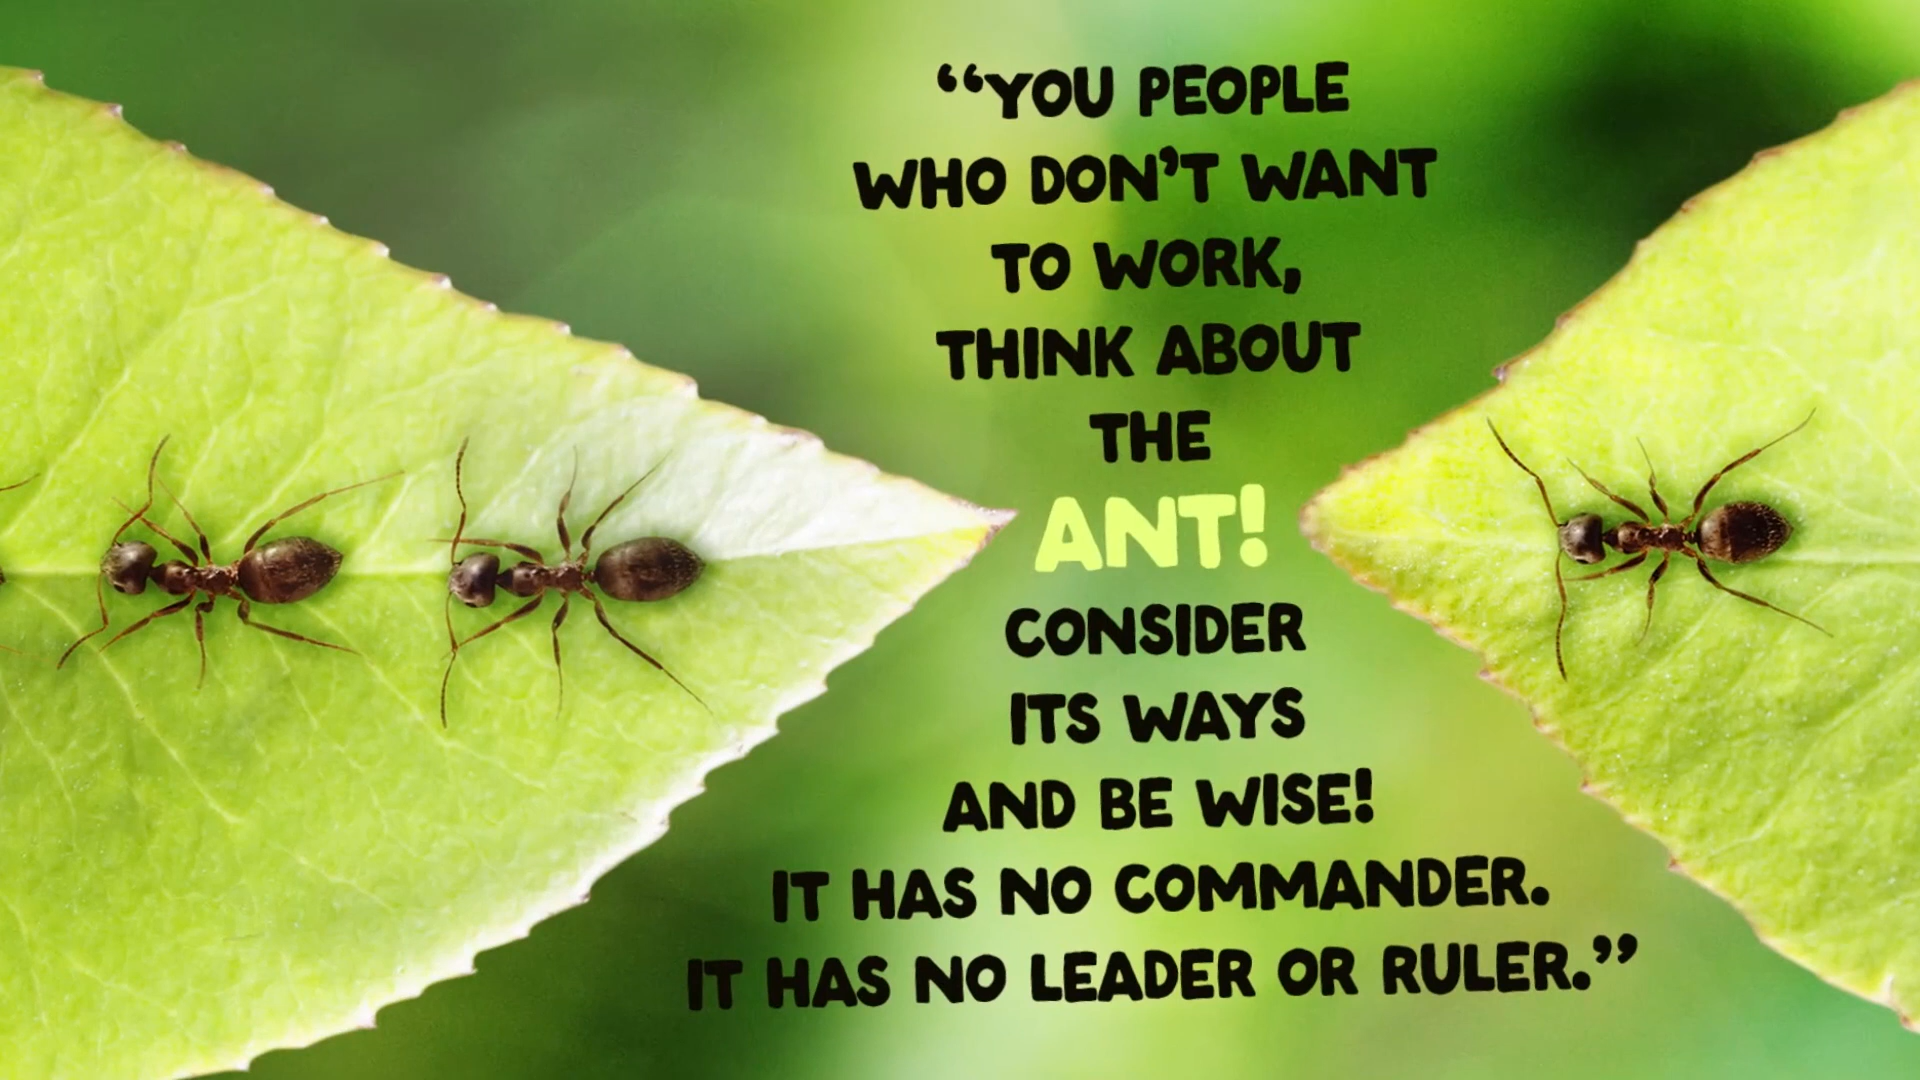 “YOU PEOPLE
WHO DON’T WANT
TO WORK,
THINK ABOUT
THE
ANT!
CONSIDER
ITS WAYS
AND BE WISE!
IT HAS NO COMMANDER.
IT HAS NO LEADER OR RULER.”